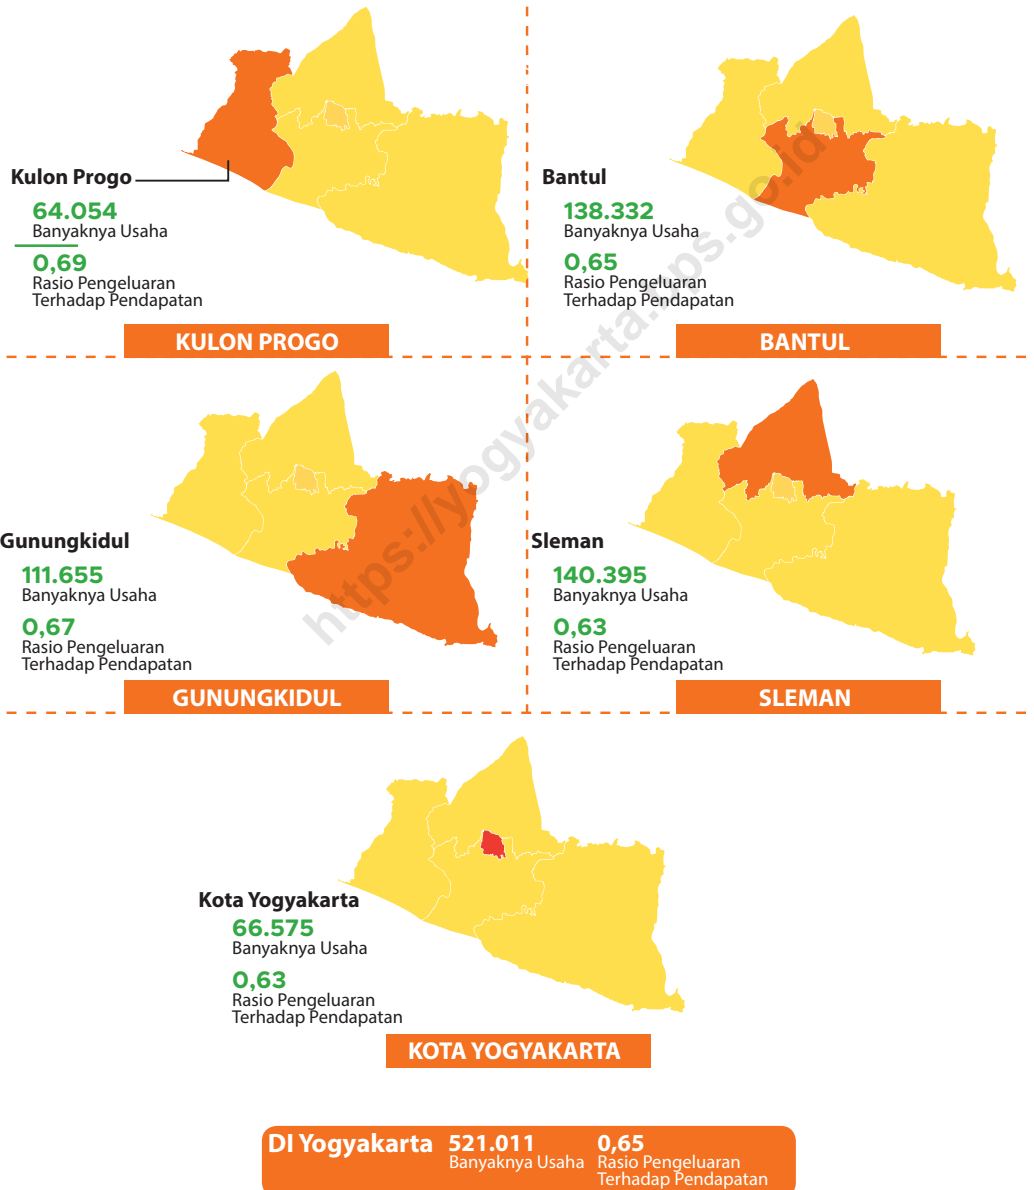 Kulon Progo
64.054
Banyaknya Usaha
0,69
Rasio Pengeluaran
Terhadap Pendapatan
KULON PROGO
Bantul
138.332
Banyaknya Usaha
0,65
Rasio Pengeluaran
Terhadap Pendapatan
BANTUL
Gunungkidul
111.655
Banyaknya Usaha
0,67
Rasio Pengeluaran
Terhadap Pendapatan
GUNUNGKIDUL
Sleman
140.395
Banyaknya Usaha
0,63
Rasio Pengeluaran
Terhadap Pendapatan
SLEMAN
Kota Yogyakarta
66.575
Banyaknya Usaha
0,63
Rasio Pengeluaran
Terhadap Pendapatan
KOTA YOGYAKARTA
DI Yogyakarta 521.011 0,65
Banyaknya Usaha Rasio Pengeluaran
Terhadap Pendapatan
https://yogyakarta.bps.go.id